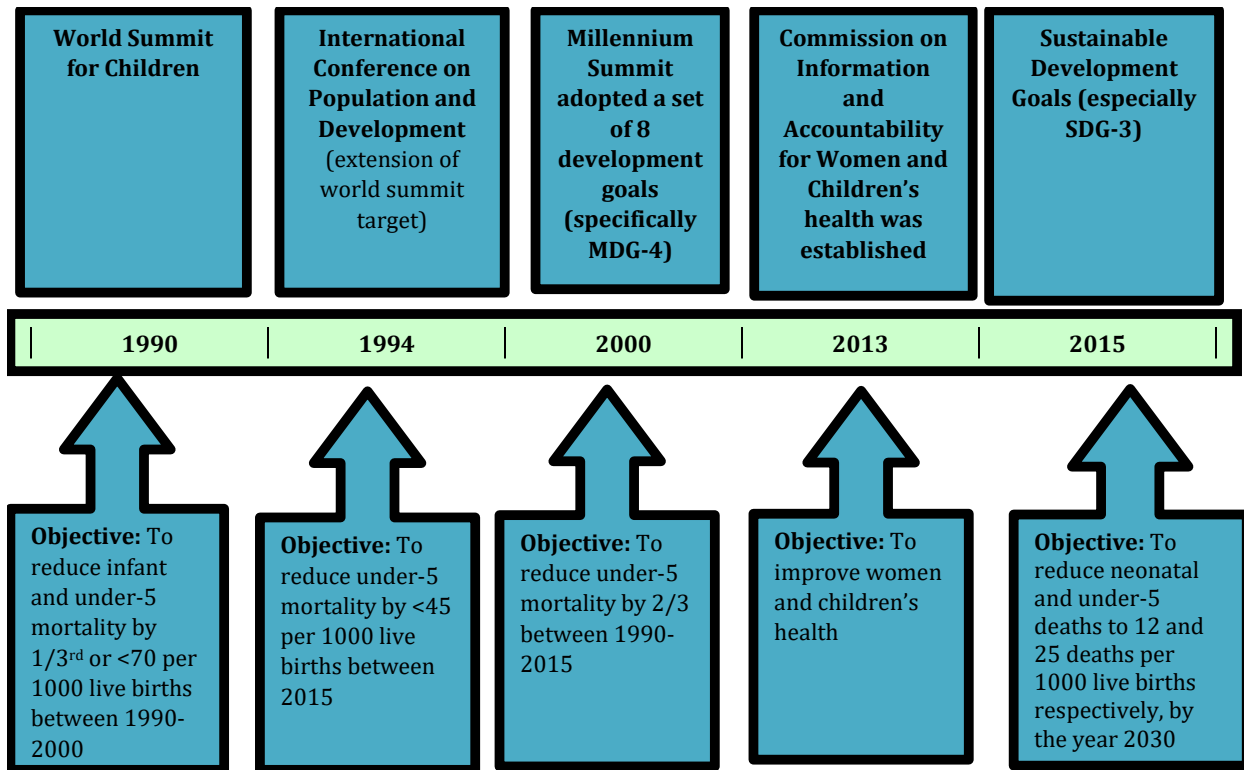 World Summit
for Children
International
Conference on
Population and
Development
(extension of
world summit
target)
Millennium
Summit
adopted a set
of 8
development
goals
(specifically
MDG-4)
Commission on
Information
and
Accountability
for Women and
Children’s
health was
established
Sustainable
Development
Goals (especially
SDG-3)
1990
1994
2000
2013
2015
Objective: To
reduce infant
and under-5
mortality by
1/3rd or <70 per
1000 live births
between 1990-
2000
Objective: To
reduce under-5
mortality by <45
per 1000 live
births between
2015
Objective: To
reduce under-5
mortality by 2/3
between 1990-
2015
Objective: To
improve women
and children’s
health
Objective: To
reduce neonatal
and under-5
deaths to 12 and
25 deaths per
1000 live births
respectively, by
the year 2030